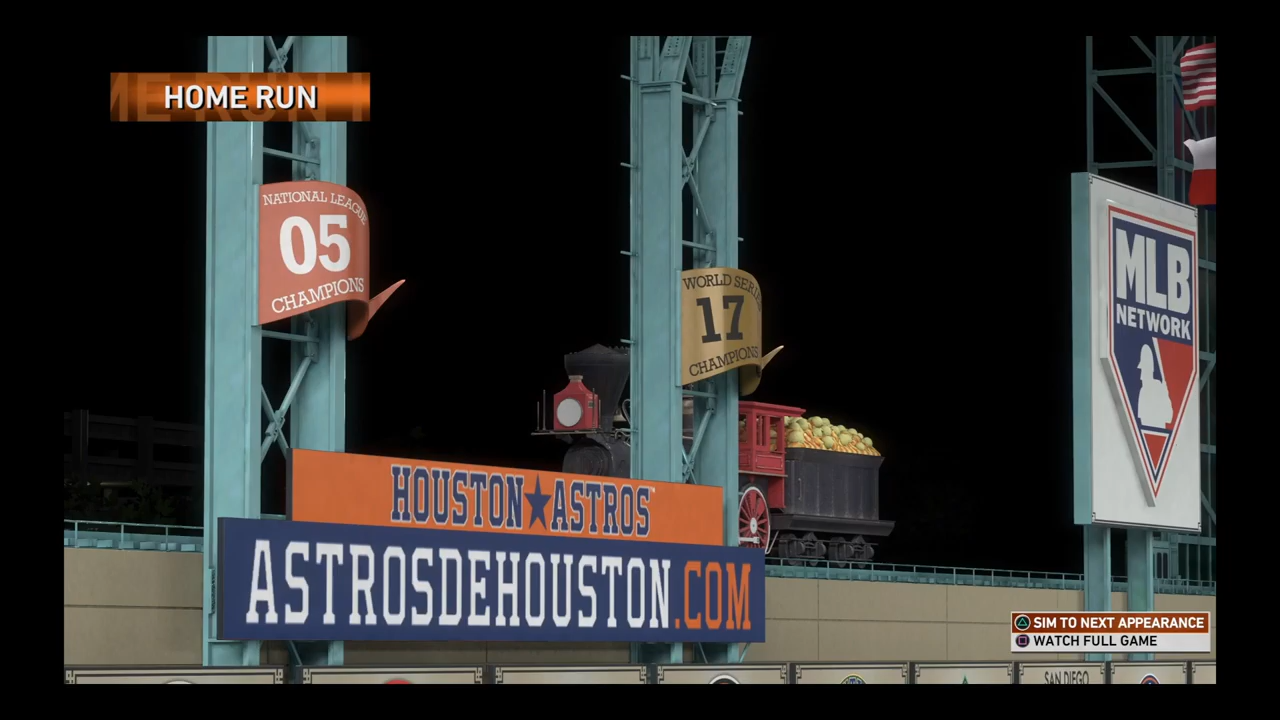 HOME RUN
NATIONAL LEAGUE
05
CHAMPIONS
WORLD SERIES
17
CHAMPIONS
MLB
NETWORK
HOUSTON ASTROS
ASTROSDEHOUSTON.COM
SIM TO NEXT APPEARANCE
WATCH FULL GAME
SAN DIEGO